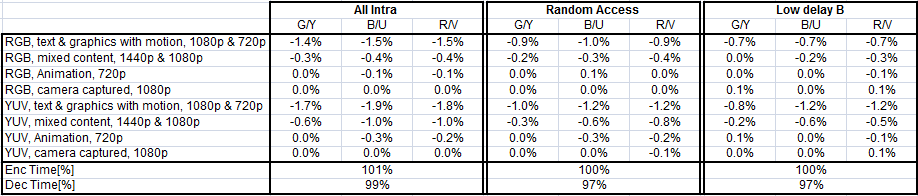 All Intra Random Access Low delay B
G/Y B/U R/V G/Y B/U R/V G/Y B/U R/V
RGB, text & graphics with motion, 1080p & 720p -1.4% -1.5% -1.5% -0.9% -1.0% -0.9% -0.7% -0.7% -0.7%
RGB, mixed content, 1440p & 1080p -0.3% -0.4% -0.4% -0.2% -0.3% -0.4% 0.0% -0.2% -0.3%
RGB, Animation, 720p 0.0% -0.1% -0.1% 0.0% 0.1% 0.0% 0.0% 0.0% -0.1%
RGB, camera captured, 1080p 0.0% 0.0% 0.0% 0.0% 0.0% 0.0% 0.1% 0.0% 0.1%
YUV, text & graphics with motion, 1080p & 720p -1.7% -1.9% -1.8% -1.0% -1.2% -1.2% -0.8% -1.2% -1.2%
YUV, mixed content, 1440p & 1080p -0.6% -1.0% -1.0% -0.3% -0.6% -0.8% -0.2% -0.6% -0.5%
YUV, Animation, 720p 0.0% -0.3% -0.2% 0.0% -0.3% -0.2% 0.1% 0.0% -0.1%
YUV, camera captured, 1080p 0.0% 0.0% 0.0% 0.0% 0.0% -0.1% 0.0% 0.0% 0.1%
Enc Time[%] 101% 100% 100%
Dec Time[%] 99% 97% 97%